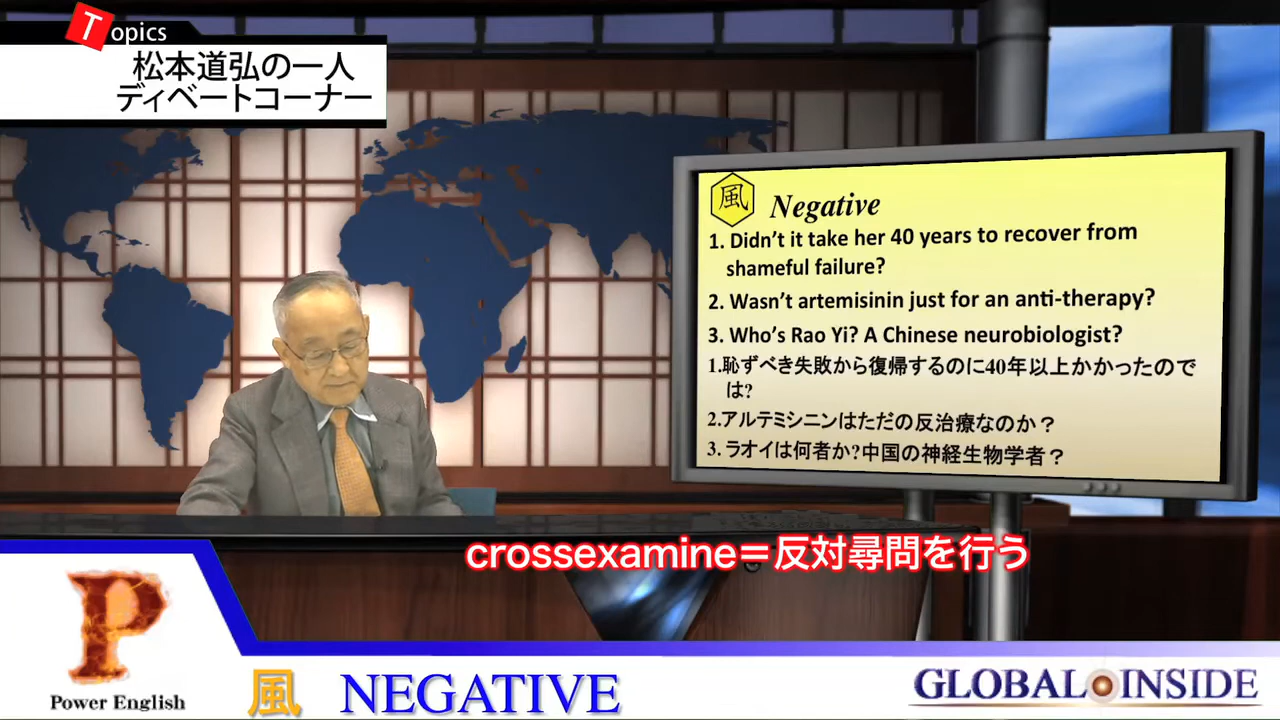 Topics
松本道弘の一人
ディベートコーナー
風 Negative
1. Didn't it take her 40 years to recover from
shameful failure?
2. Wasn't artemisinin just for an anti-therapy?
3. Who's Rao Yi? A Chinese neurobiologist?
1.恥ずべき失敗から復帰するのに40年以上かかったので
は?
2.アルテミシニンはただの反治療なのか？
3. ラオイは何者か?中国の神経生物学者？
crossexamine＝反対尋問を行う
P
Power English
風 NEGATIVE
GLOBAL INSIDE